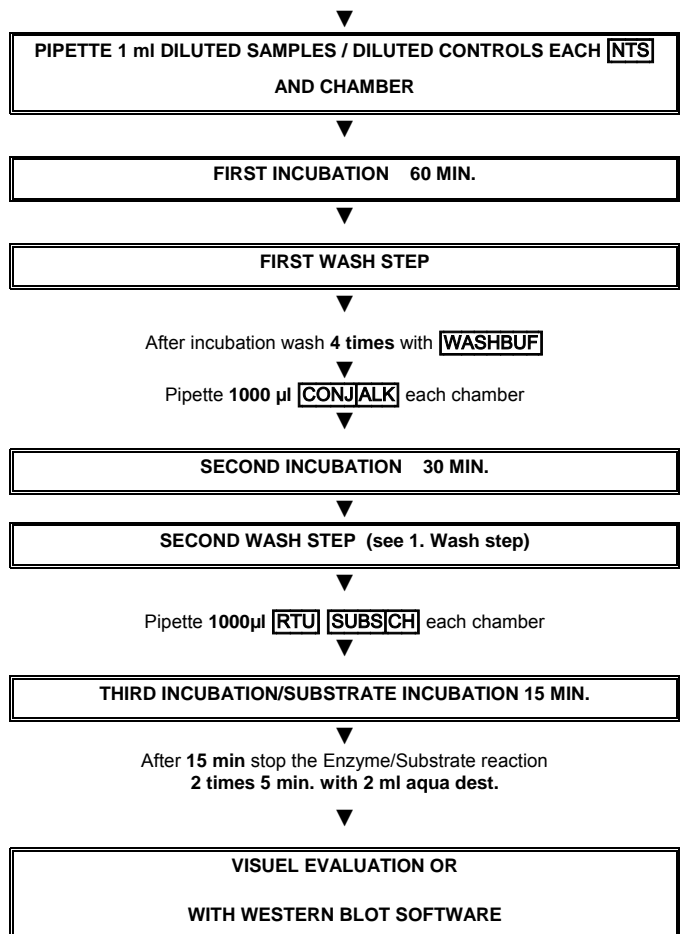 PIPETTE 1 ml DILUTED SAMPLES / DILUTED CONTROLS EACH NTS
AND CHAMBER
FIRST INCUBATION 60 MIN.
FIRST WASH STEP
After incubation wash 4 times with WASHBUF
Pipette 1000 µl CONJ ALK each chamber
SECOND INCUBATION 30 MIN.
SECOND WASH STEP (see 1. Wash step)
Pipette 1000µl RTU SUBS CH each chamber
THIRD INCUBATION/SUBSTRATE INCUBATION 15 MIN.
After 15 min stop the Enzyme/Substrate reaction
2 times 5 min. with 2 ml aqua dest.
VISUEL EVALUATION OR
WITH WESTERN BLOT SOFTWARE